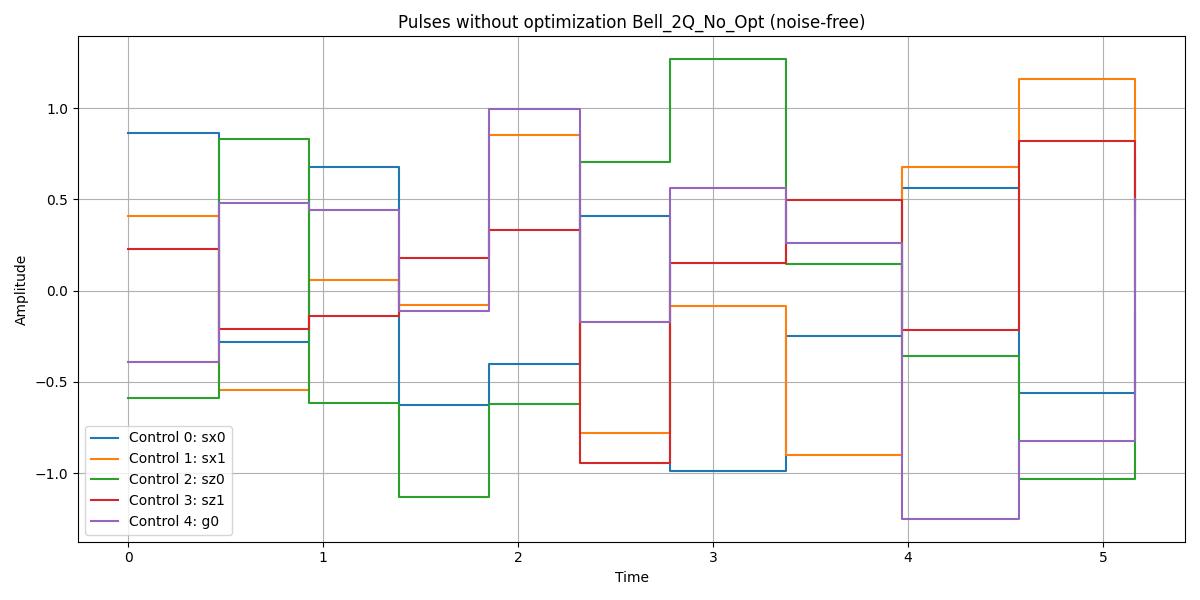 Pulses without optimization Bell_2Q_No_Opt (noise-free)
Amplitude
1.0
0.5
0.0
−0.5
−1.0
Control 0: sx0
Control 1: sx1
Control 2: sz0
Control 3: sz1
Control 4: g0
0 1 2 3 4 5
Time